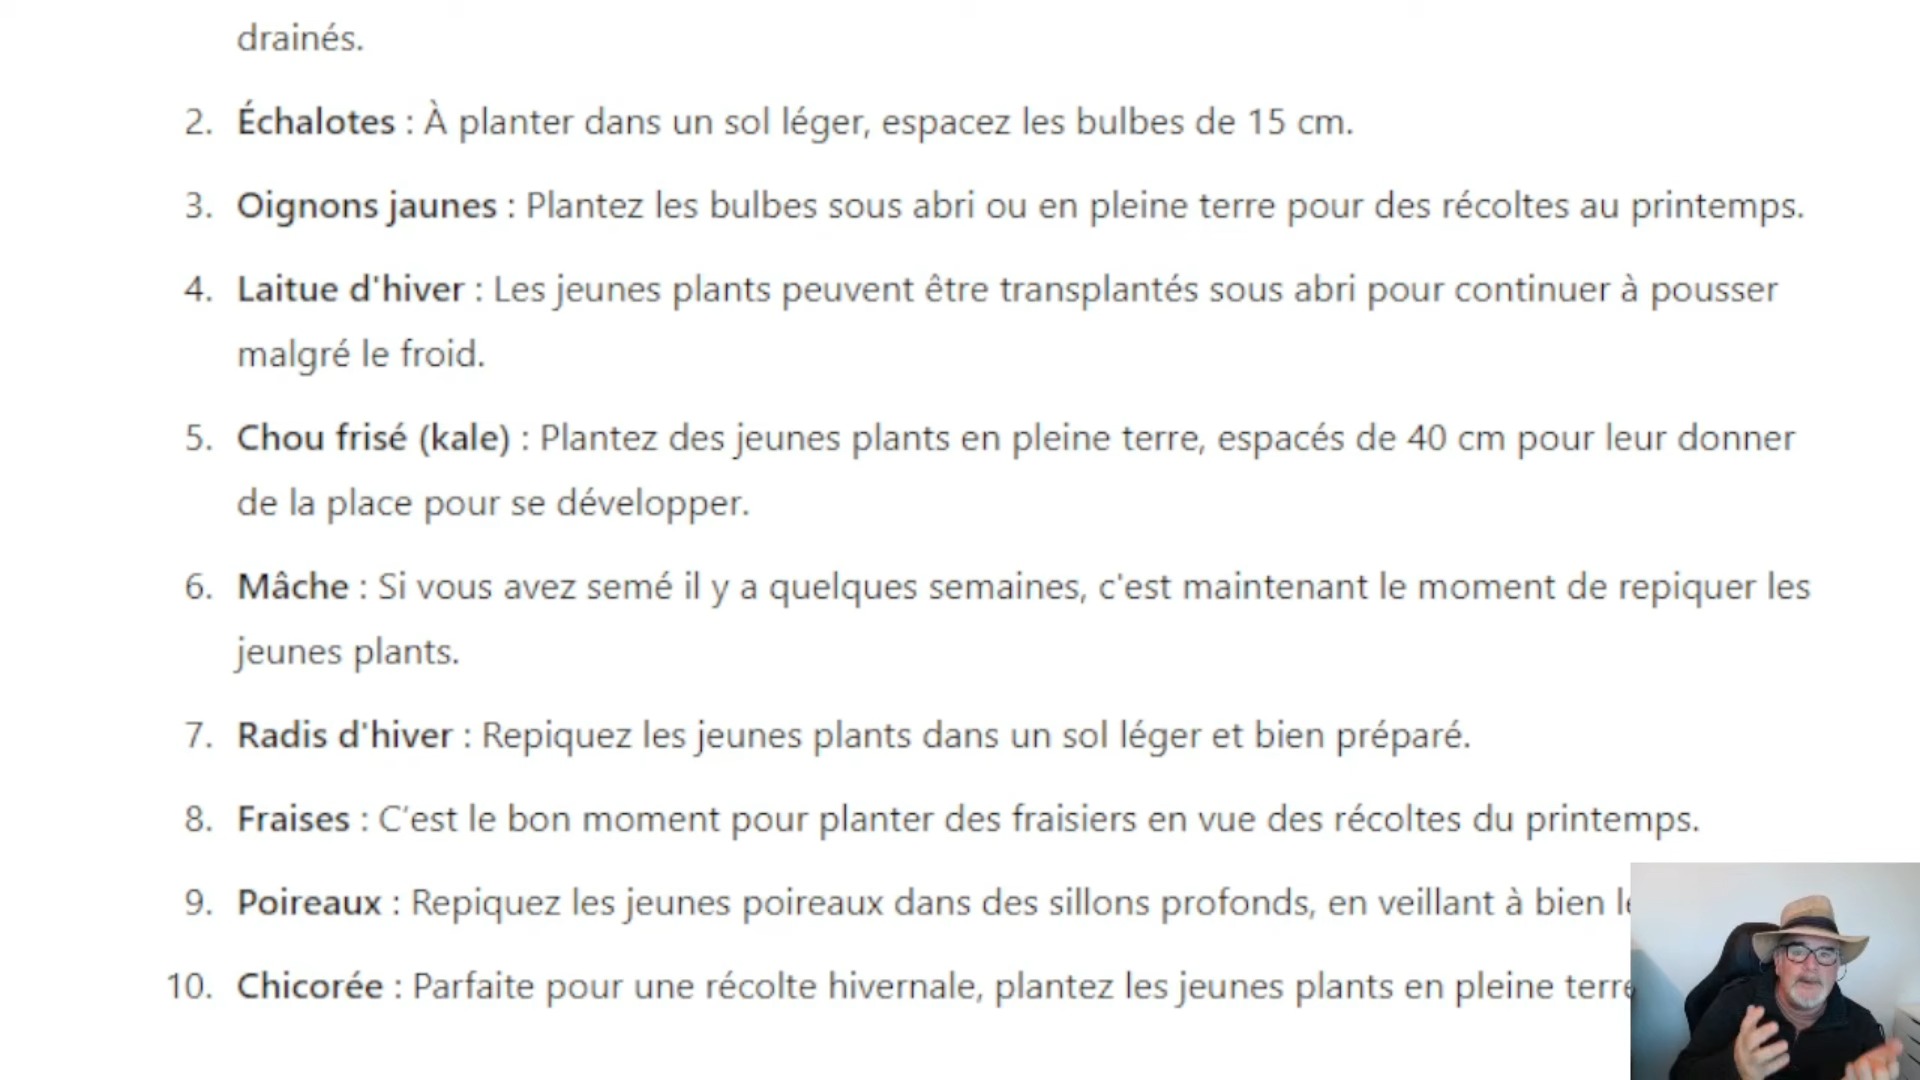 drainés.
2. Échalotes : À planter dans un sol léger, espacez les bulbes de 15 cm.
3. Oignons jaunes : Plantez les bulbes sous abri ou en pleine terre pour des récoltes au printemps.
4. Laitue d'hiver : Les jeunes plants peuvent être transplantés sous abri pour continuer à pousser
malgré le froid.
5. Chou frisé (kale) : Plantez des jeunes plants en pleine terre, espacés de 40 cm pour leur donner
de la place pour se développer.
6. Mâche : Si vous avez semé il y a quelques semaines, c'est maintenant le moment de repiquer les
jeunes plants.
7. Radis d'hiver : Repiquez les jeunes plants dans un sol léger et bien préparé.
8. Fraises : C’est le bon moment pour planter des fraisiers en vue des récoltes du printemps.
9. Poireaux : Repiquez les jeunes poireaux dans des sillons profonds, en veillant à bien
10. Chicorée : Parfaite pour une récolte hivernale, plantez les jeunes plants en pleine terre